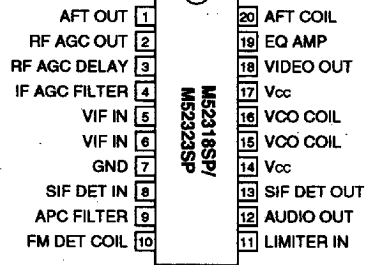 AFT OUT 1
RF AGC OUT 2
RF AGC DELAY 3
IF AGC FILTER 4
VIF IN 5
VIF IN 6
GND 7
SIF DET IN 8
APC FILTER 9
FM DET COIL 10
M52318SP/
M52323SP
20 AFT COIL
19 EQ AMP
18 VIDEO OUT
17 Vcc
16 VCO COIL
15 VCO COIL
14 Vcc
13 SIF DET OUT
12 AUDIO OUT
11 LIMITER IN